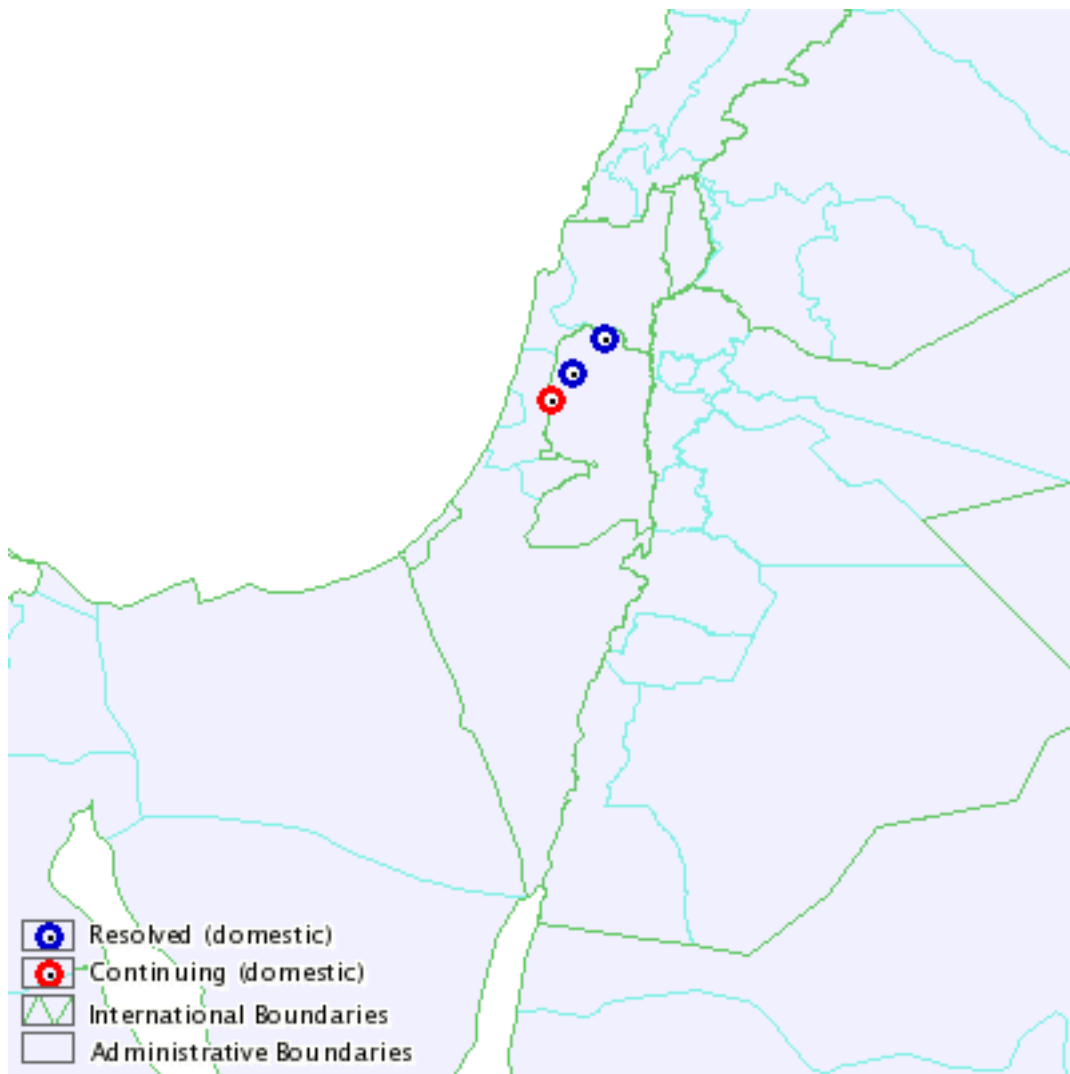 Resolved (domestic)
Continuing (domestic)
International Boundaries
Administrative Boundaries